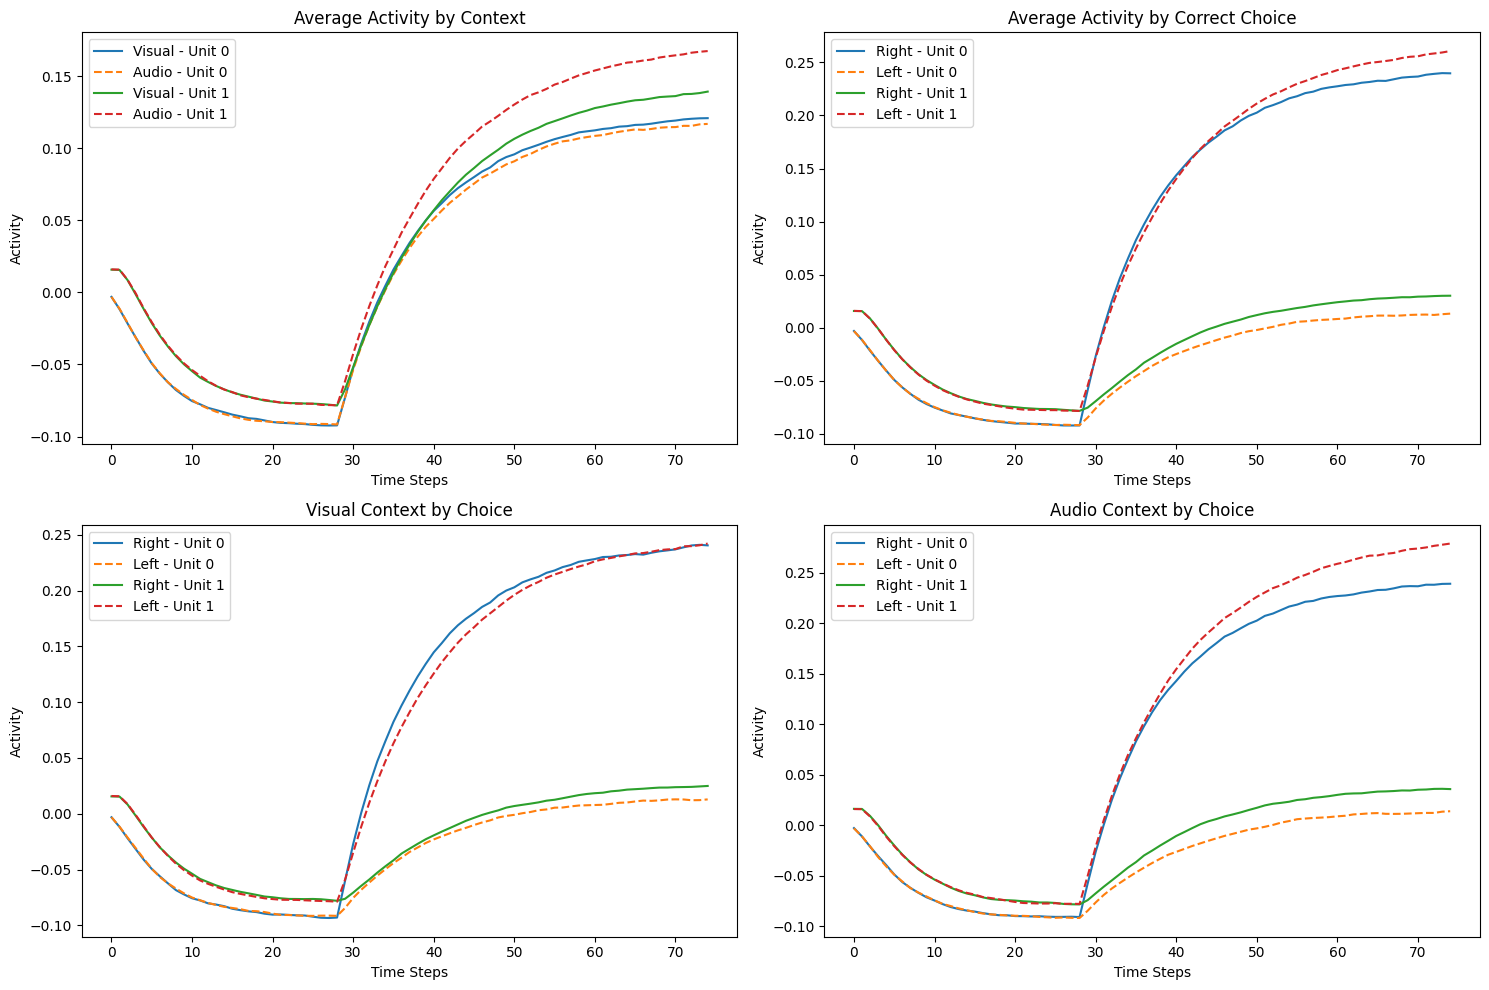 Average Activity by Context
Visual - Unit 0
Audio - Unit 0
Visual - Unit 1
Audio - Unit 1
Activity
0.15
0.10
0.05
0.00
−0.05
−0.10
0 10 20 30 40 50 60 70
Time Steps
Average Activity by Correct Choice
Right - Unit 0
Left - Unit 0
Right - Unit 1
Left - Unit 1
Activity
0.25
0.20
0.15
0.10
0.05
0.00
−0.05
−0.10
0 10 20 30 40 50 60 70
Time Steps
Visual Context by Choice
Right - Unit 0
Left - Unit 0
Right - Unit 1
Left - Unit 1
Activity
0.25
0.20
0.15
0.10
0.05
0.00
−0.05
−0.10
0 10 20 30 40 50 60 70
Time Steps
Audio Context by Choice
Right - Unit 0
Left - Unit 0
Right - Unit 1
Left - Unit 1
Activity
0.25
0.20
0.15
0.10
0.05
0.00
−0.05
−0.10
0 10 20 30 40 50 60 70
Time Steps